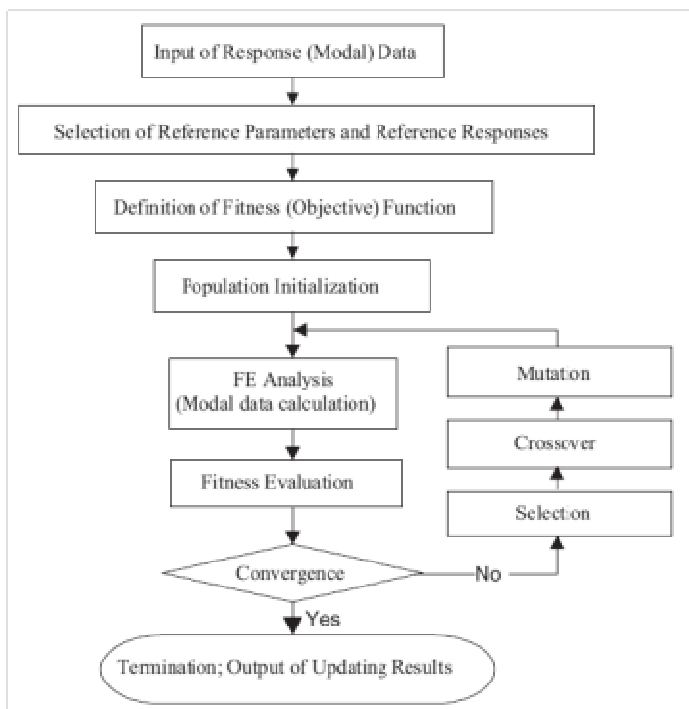 Input of Response (Modal) Data
Selection of Reference Parameters and Reference Responses
Definition of Fitness (Objective) Function
Population Initialization
FE Analysis
(Modal data calculation)
Fitness Evaluation
Convergence
No
Selection
Crossover
Mutation
Yes
Termination; Output of Updating Results